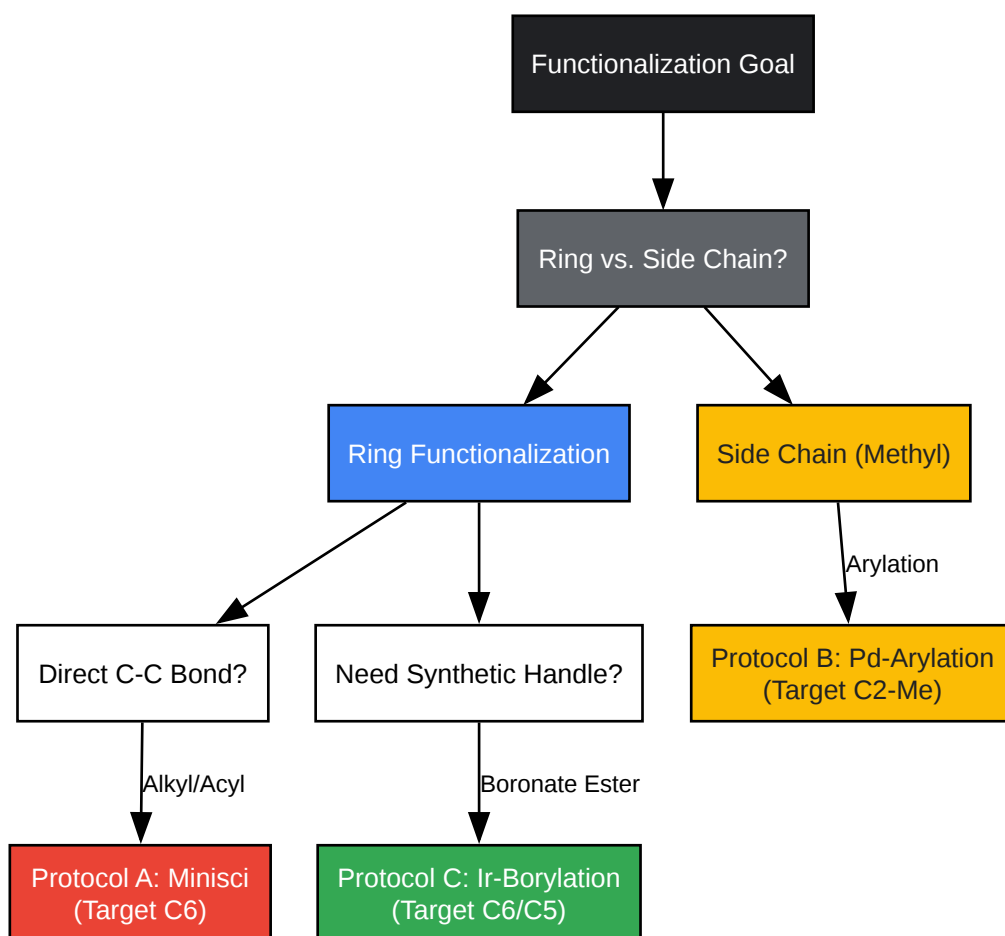 Functionalization Goal
Ring vs. Side Chain?
Ring Functionalization
Side Chain (Methyl)
Arylation
Direct C-C Bond?
Need Synthetic Handle?
Protocol B: Pd-Arylation
(Target C2-Me)
Alkyl/Acyl
Boronate Ester
Protocol A: Minisci
(Target C6)
Protocol C: Ir-Borylation
(Target C6/C5)